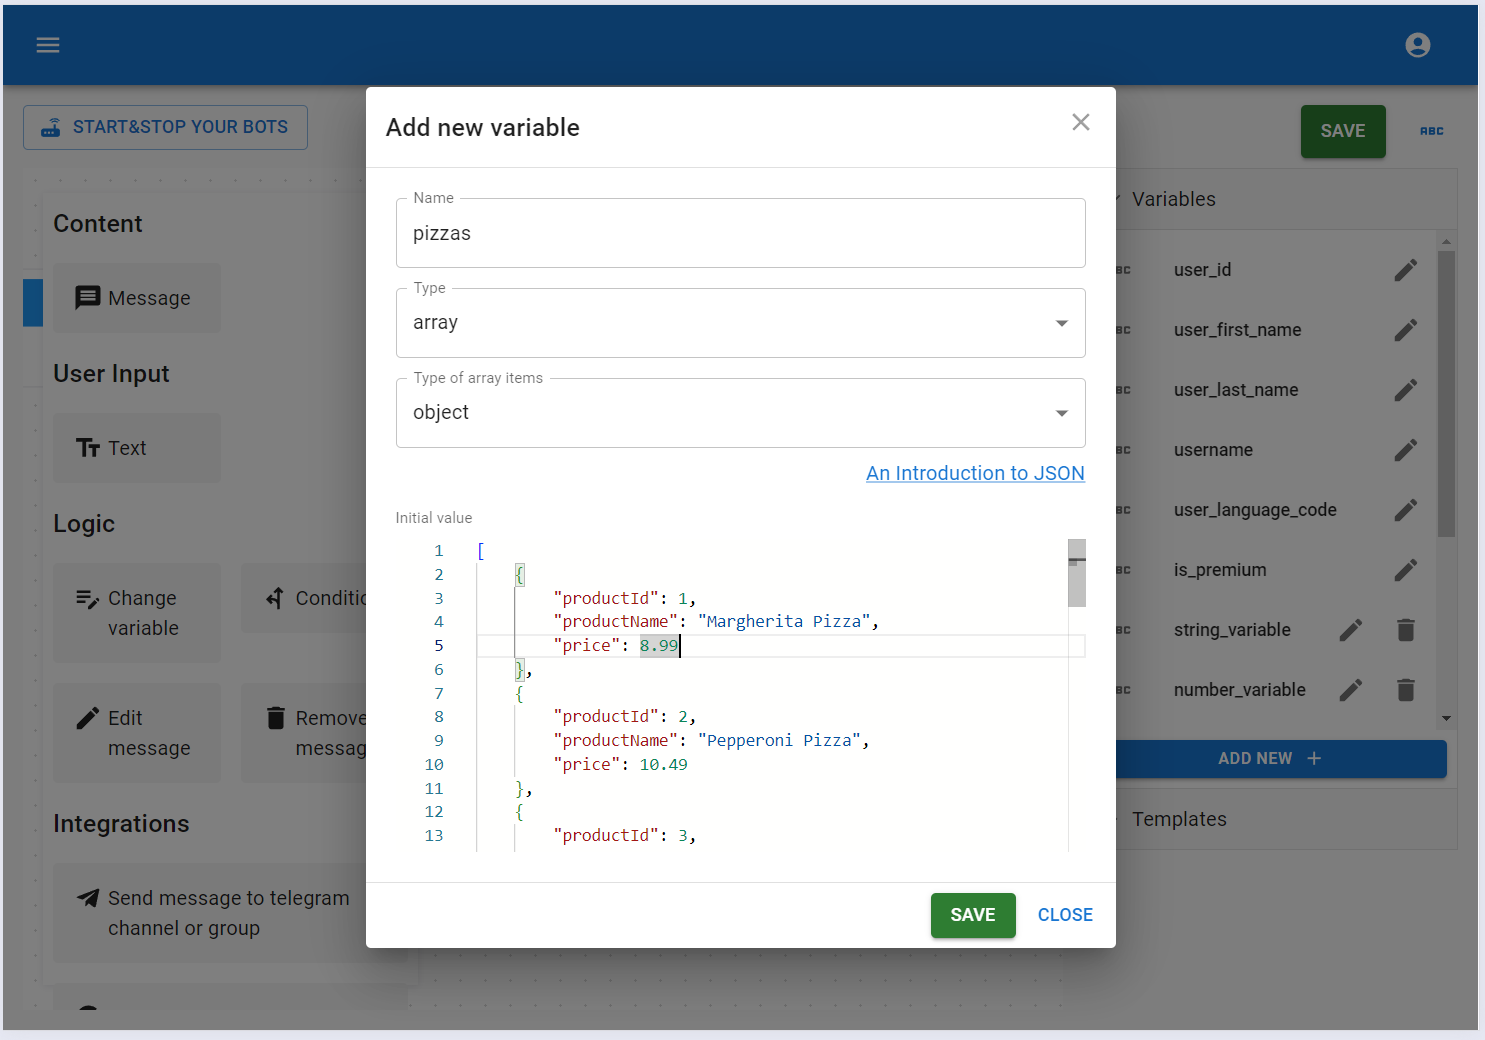 START&STOP YOUR BOTS
SAVE
ABC
Content
Message
User Input
Text
Logic
Change
variable
Edit
message
Integrations
Send message to telegram
channel or group
Add new variable
Name
pizzas
Type
array
Type of array items
object
An Introduction to JSON
Initial value
1 [
2 {
3 "productId": 1,
4 "productName": "Margherita Pizza",
5 "price": 8.99
6 },
7 {
8 "productId": 2,
9 "productName": "Pepperoni Pizza",
10 "price": 10.49
11 },
12 {
13 "productId": 3,
SAVE
CLOSE
Variables
user_id
user_first_name
user_last_name
username
user_language_code
is_premium
string_variable
number_variable
ADD NEW +
Templates